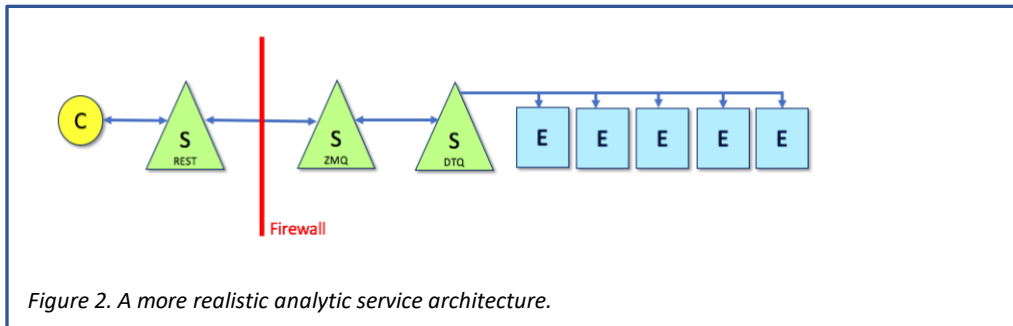 C
S
REST
S
ZMQ
S
DTQ
E
E
E
E
E
Firewall
Figure 2. A more realistic analytic service architecture.